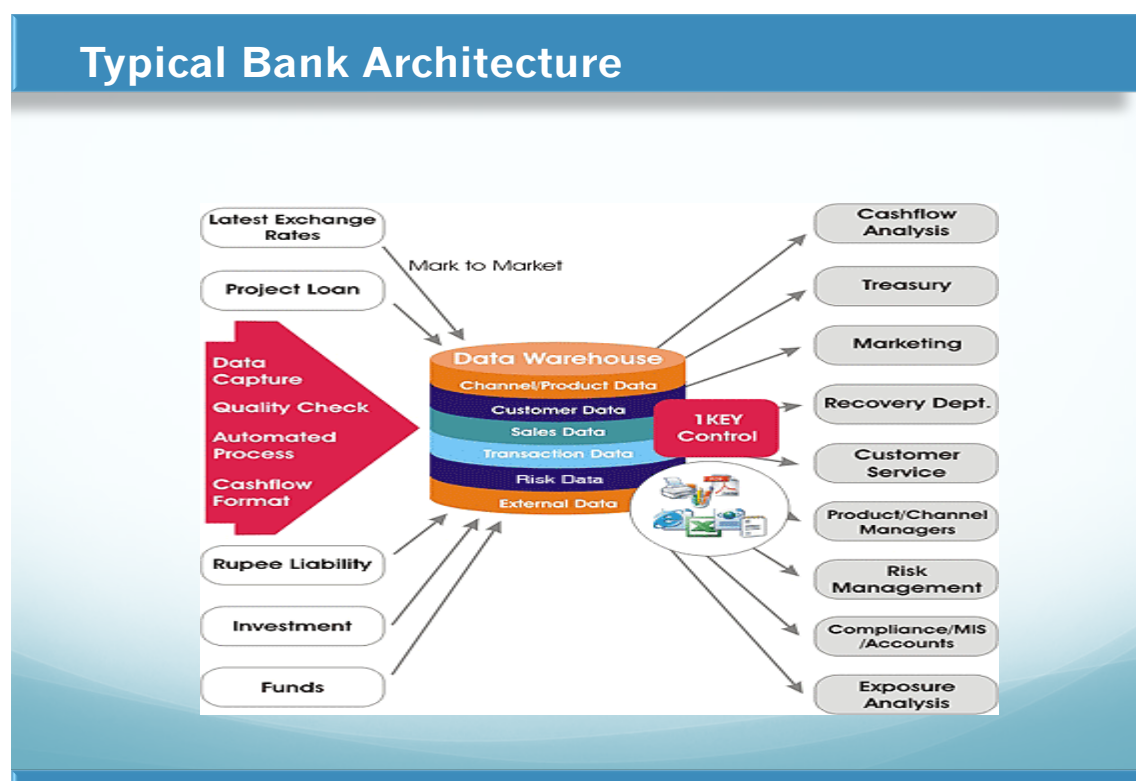 Typical Bank Architecture
Latest Exchange
Rates
Project Loan
Mark to Market
Data
Capture
Quality Check
Automated
Process
Cashflow
Format
Rupee Liability
Investment
Funds
Data Warehouse
Channel/Product Data
Customer Data
Sales Data
Transaction Data
Risk Data
External Data
1 KEY
Control
Cashflow
Analysis
Treasury
Marketing
Recovery Dept.
Customer
Service
Product/Channel
Managers
Risk
Management
Compliance/MIS
/Accounts
Exposure
Analysis